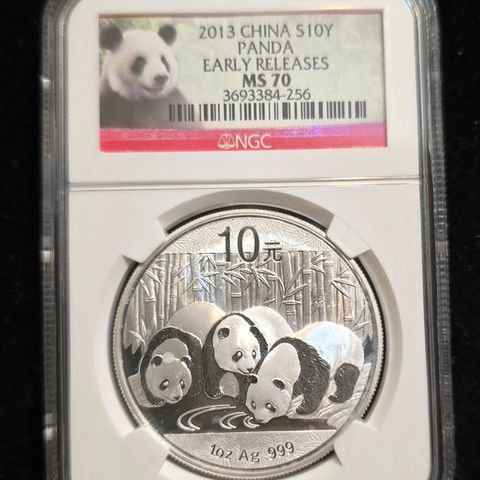 2013 CHINA S10Y
PANDA
EARLY RELEASES
MS 70
3693384-256
NGC
10元
1oz Ag 999